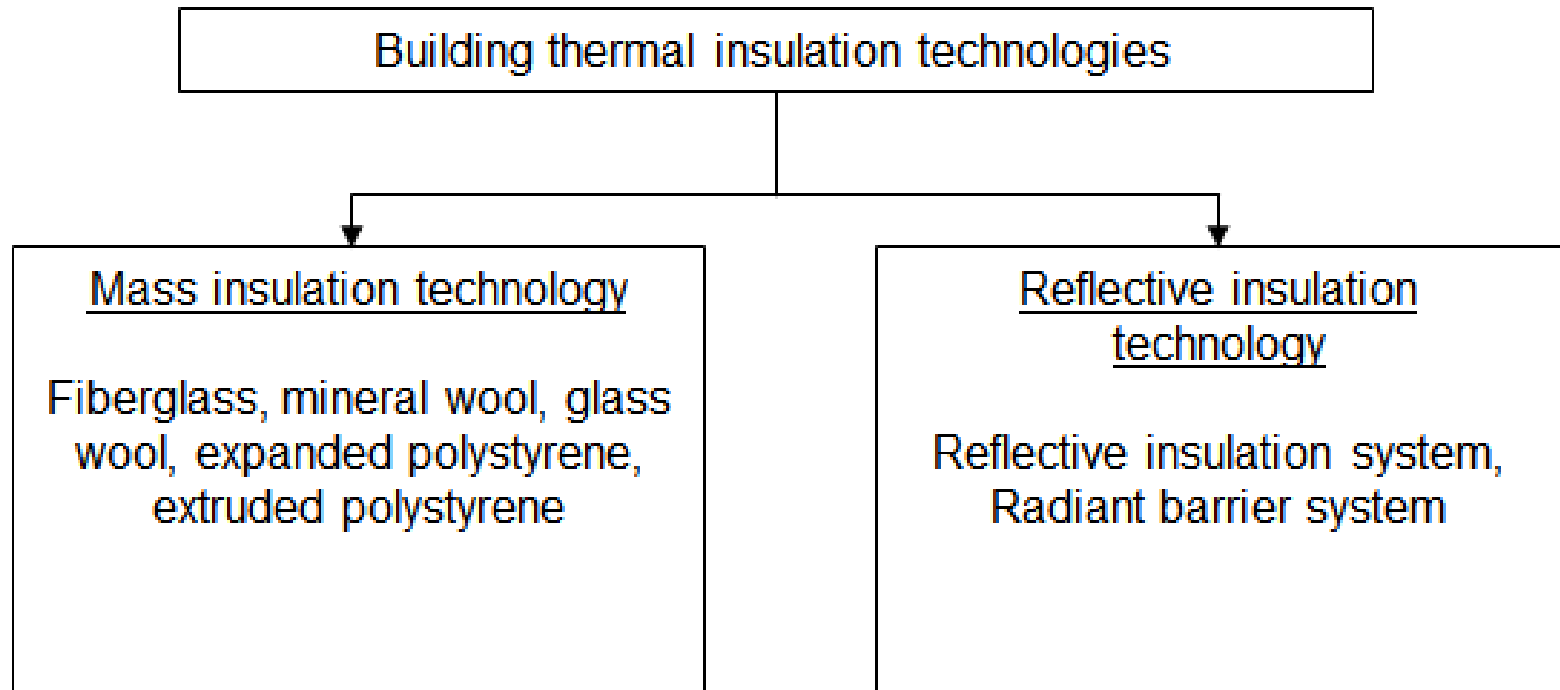 Building thermal insulation technologies
Mass insulation technology
Fiberglass, mineral wool, glass
wool, expanded polystyrene,
extruded polystyrene
Reflective insulation
technology
Reflective insulation system,
Radiant barrier system